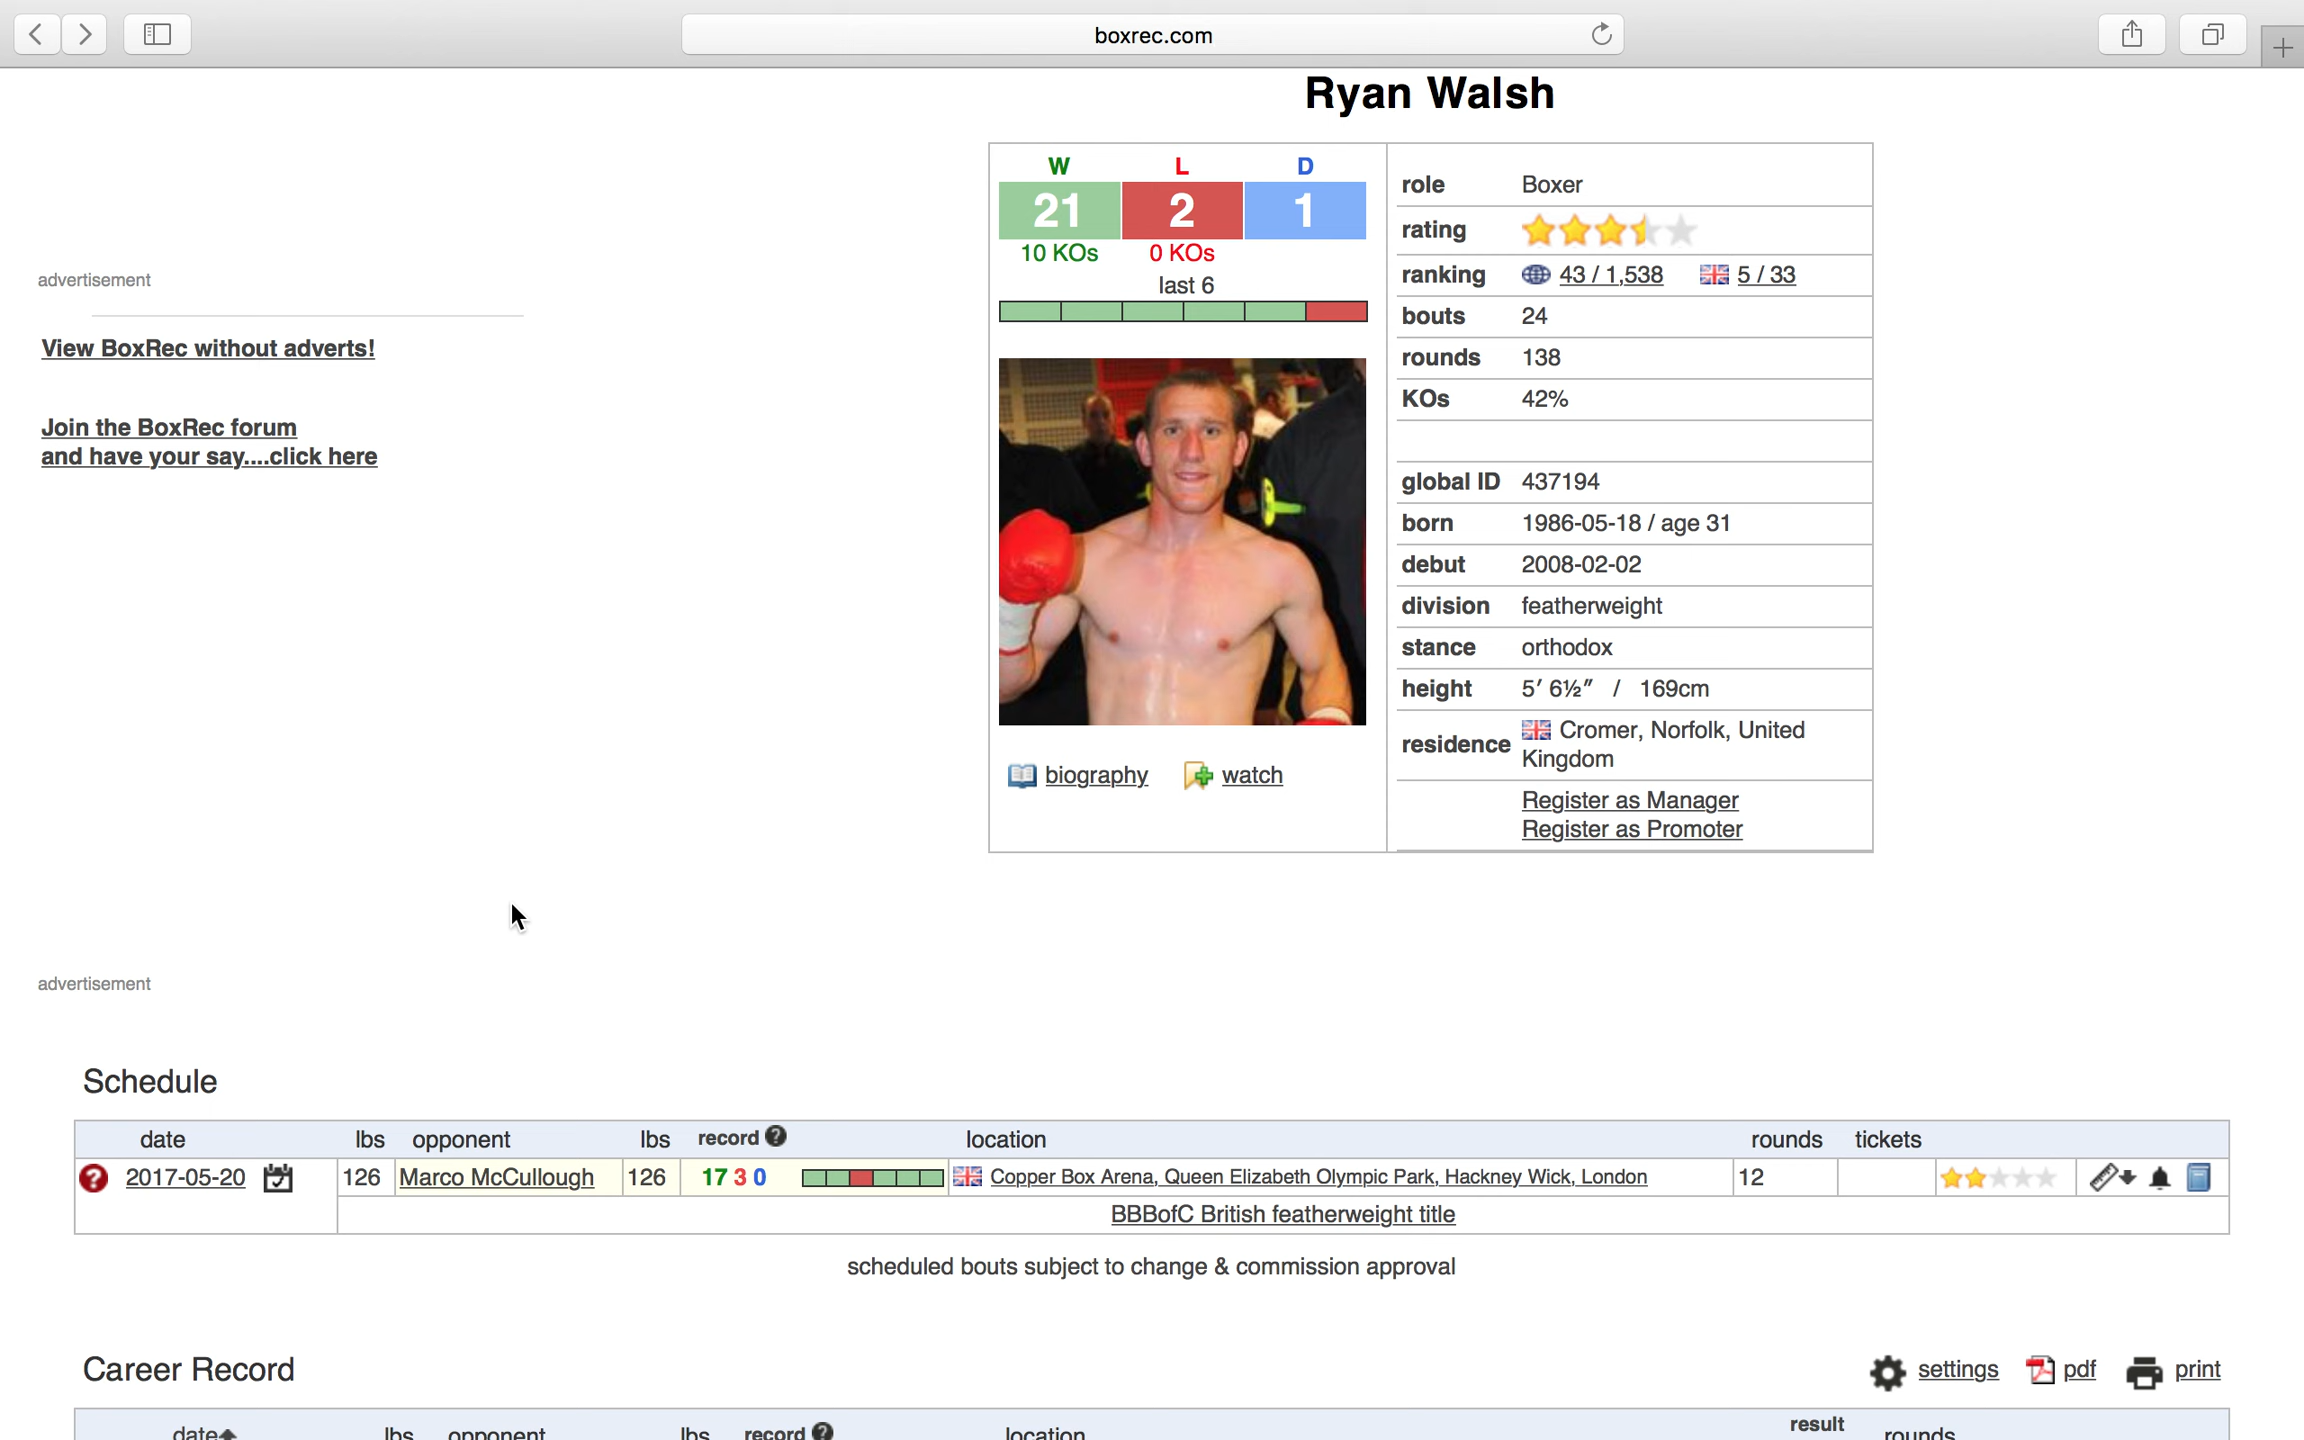 boxrec.com
Ryan Walsh
W L D
21 2 1
10 KOs 0 KOs
last 6
biography watch
role Boxer
rating
ranking 43 / 1,538 5 / 33
bouts 24
rounds 138
KOs 42%
global ID 437194
born 1986-05-18 / age 31
debut 2008-02-02
division featherweight
stance orthodox
height 5′ 6½″ / 169cm
residence Cromer, Norfolk, United
Kingdom
Register as Manager
Register as Promoter
advertisement
View BoxRec without adverts!
Join the BoxRec forum
and have your say....click here
advertisement
Schedule
date lbs opponent lbs record ? location rounds tickets
? 2017-05-20 126 Marco McCullough 126 17 3 0 Copper Box Arena, Queen Elizabeth Olympic Park, Hackney Wick, London 12
BBBofC British featherweight title
scheduled bouts subject to change & commission approval
Career Record settings pdf print
date lbs opponent lbs record ? location result rounds